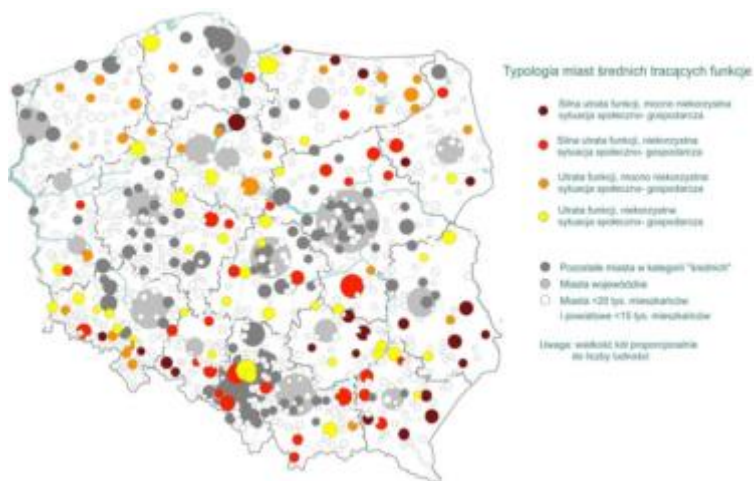 Typologia miast średnich tracących funkcje
Silna utrata funkcji, mocno niekorzystna
sytuacja społeczno- gospodarcza
Silna utrata funkcji, niekorzystna
sytuacja społeczno- gospodarcza
Utrata funkcji, mocno niekorzystna
sytuacja społeczno- gospodarcza
Utrata funkcji, niekorzystna
sytuacja społeczno- gospodarcza
Pozostałe miasta w kategorii "średnich"
Miasta wojewódzkie
Miasta <20 tys. mieszkańców
i powiatowe <15 tys. mieszkańców
Uwaga: wielkość kół proporcjonalna
do liczby ludności